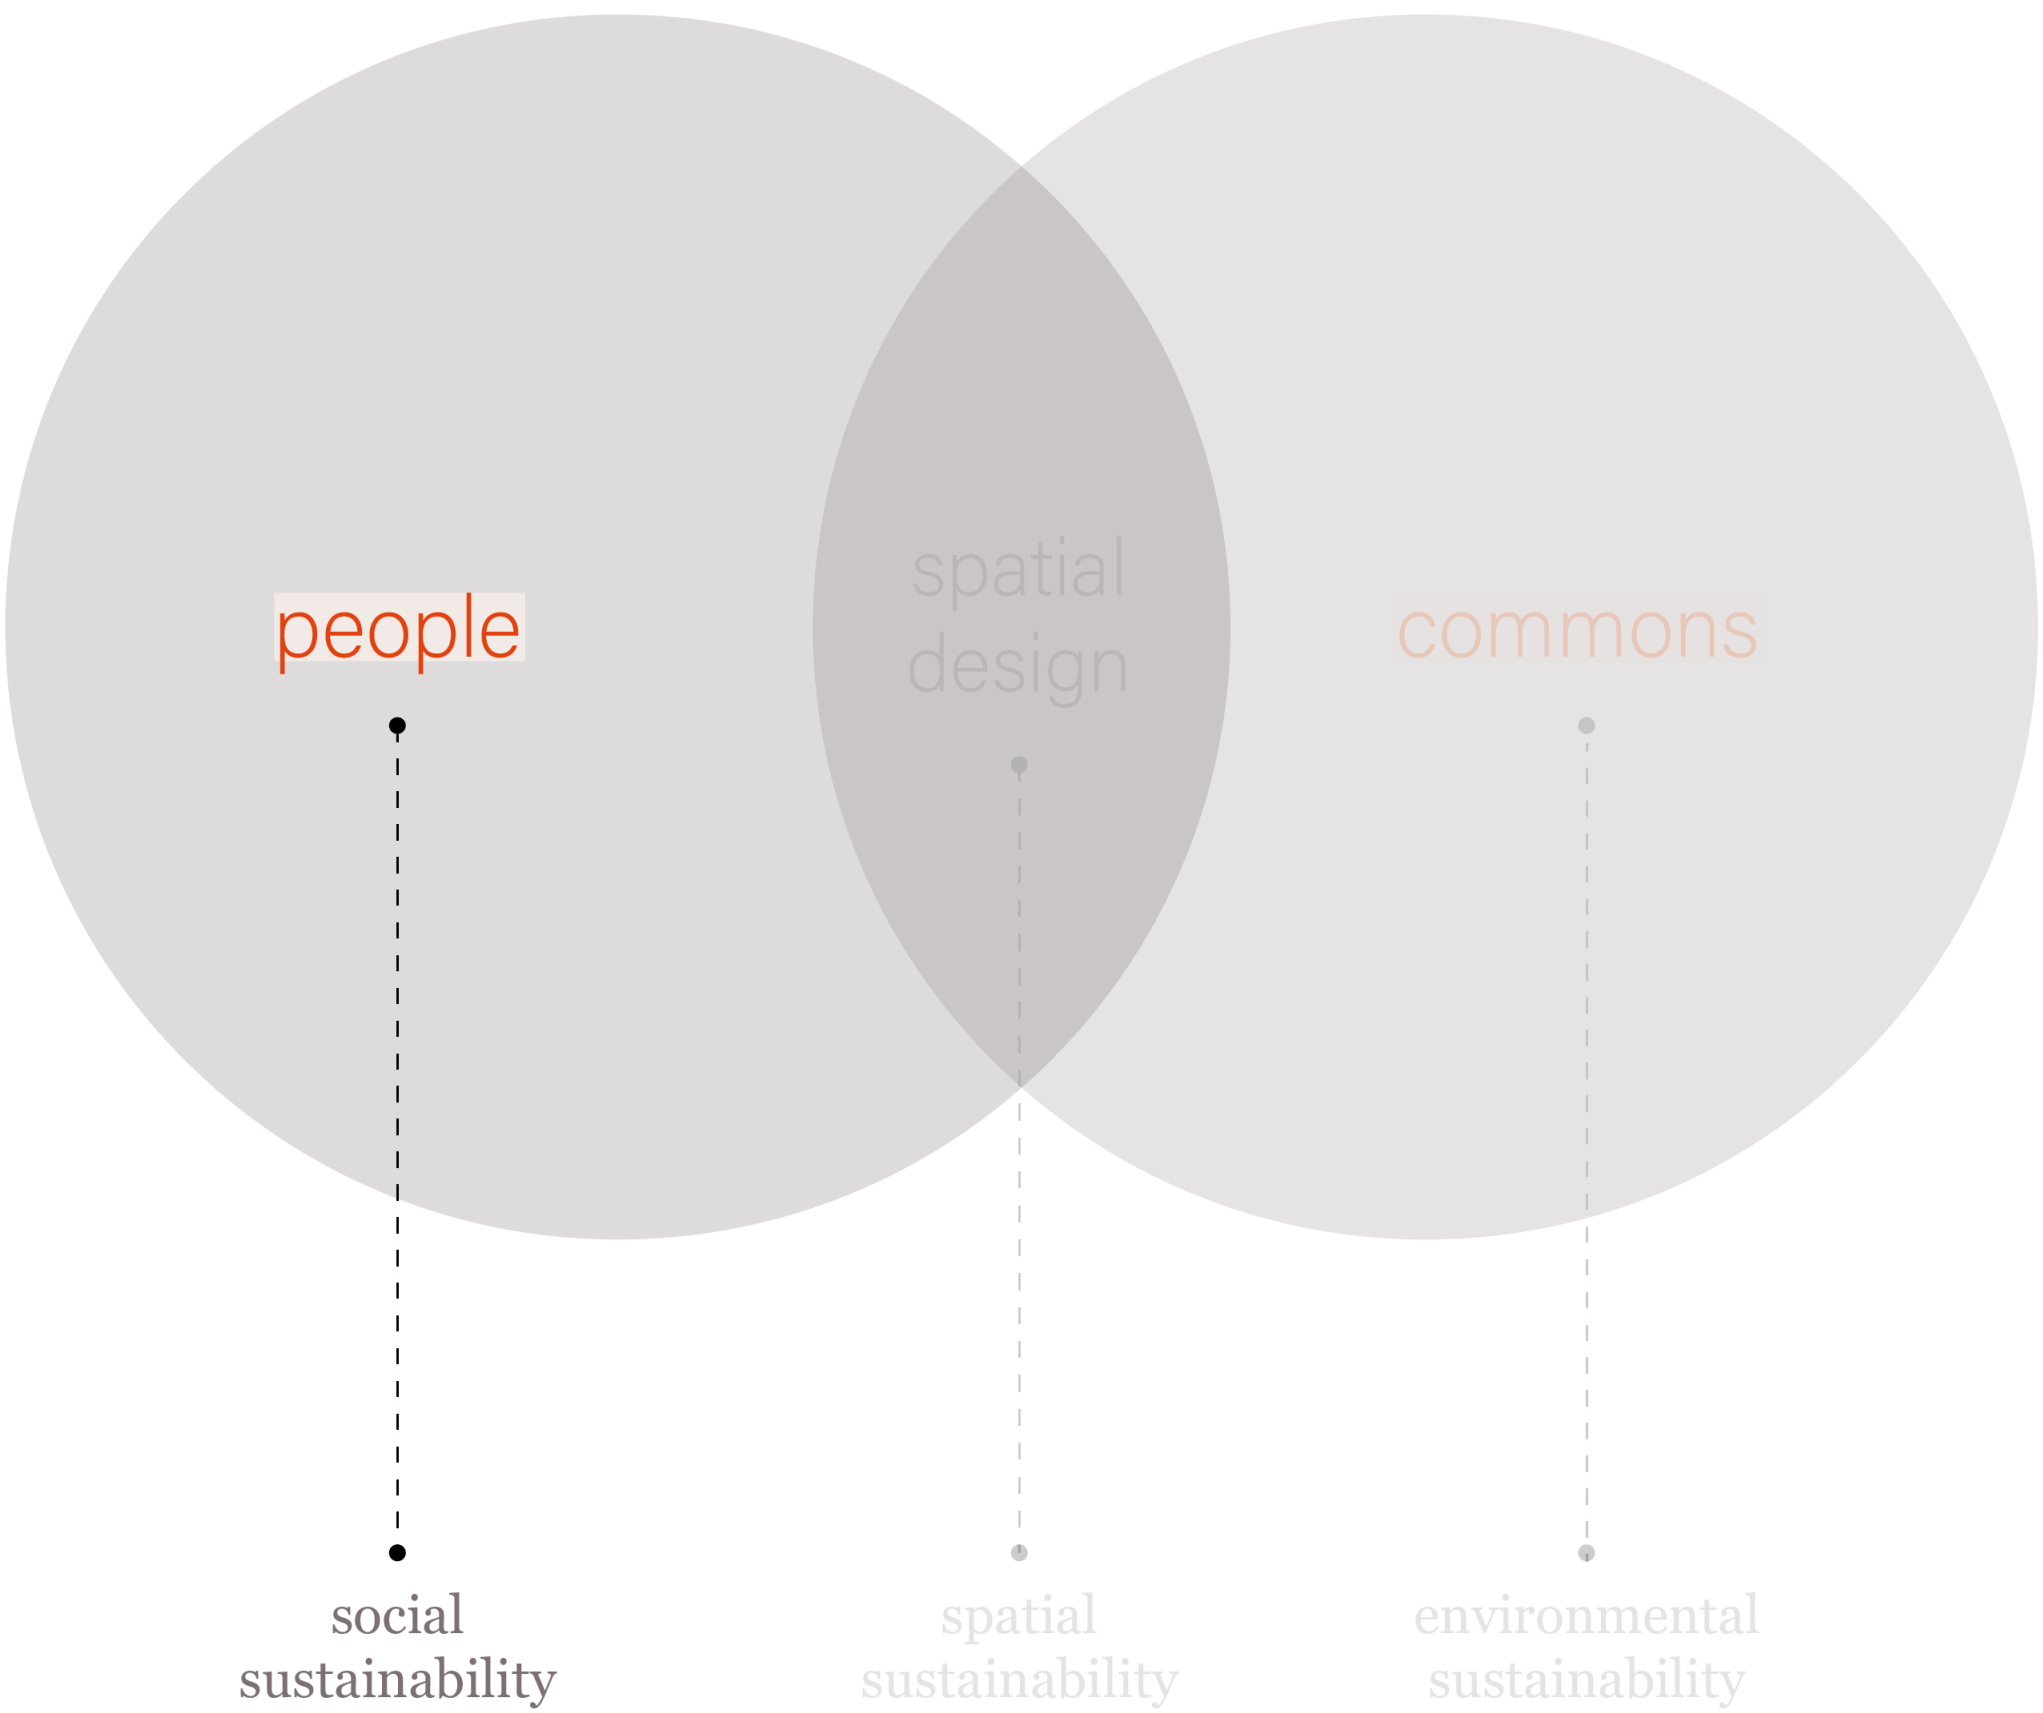 people
spatial
design
commons
social
sustainability
spatial
sustainability
environmental
sustainability